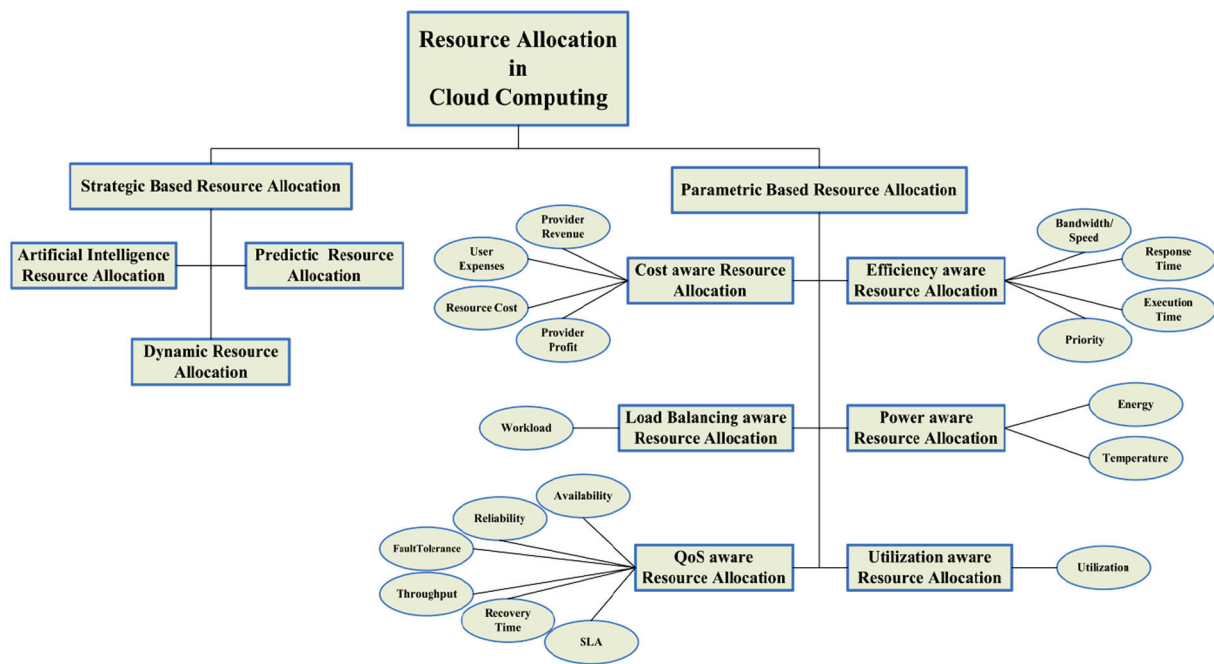 Resource Allocation
in
Cloud Computing
Strategic Based Resource Allocation
Parametric Based Resource Allocation
Artificial Intelligence
Resource Allocation
Predictic Resource
Allocation
Dynamic Resource
Allocation
Provider
Revenue
User
Expenses
Resource Cost
Provider
Profit
Cost aware Resource
Allocation
Efficiency aware
Resource Allocation
Bandwidth/
Speed
Response
Time
Execution
Time
Priority
Workload
Load Balancing aware
Resource Allocation
Power aware
Resource Allocation
Energy
Temperature
Availability
Reliability
FaultTolerance
Throughput
Recovery
Time
SLA
QoS aware
Resource Allocation
Utilization aware
Resource Allocation
Utilization